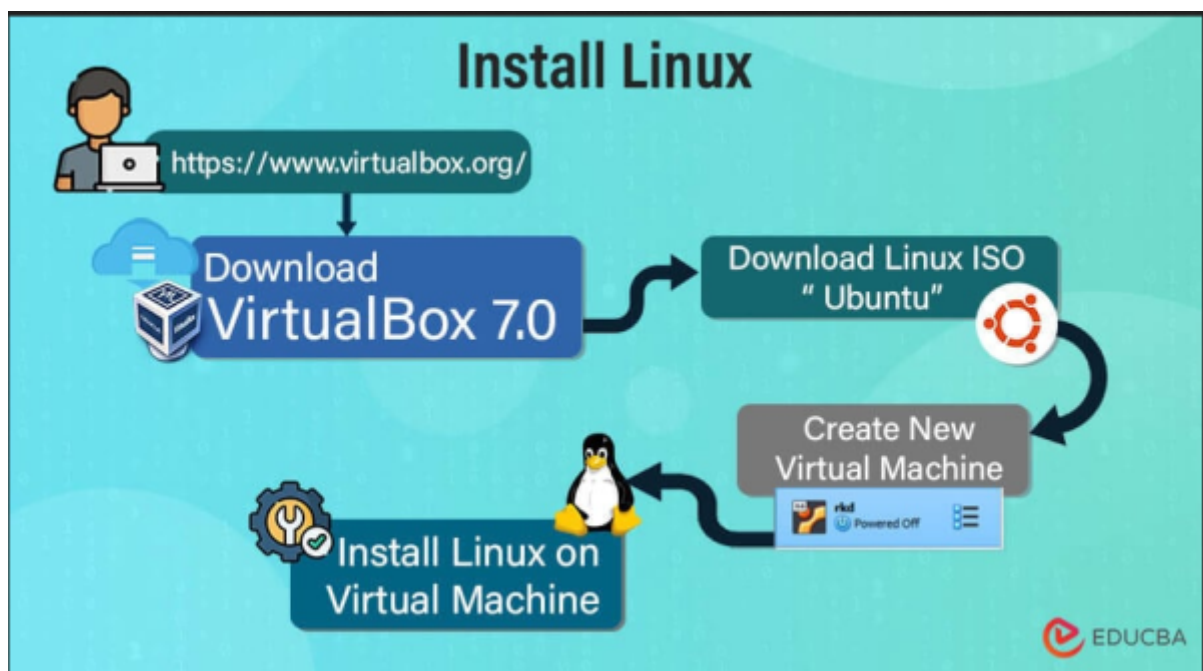 Install Linux
https://www.virtualbox.org/
Download
VirtualBox 7.0
Download Linux ISO
“ Ubuntu”
Create New
Virtual Machine
rkd
Powered Off
Install Linux on
Virtual Machine
EDUCBA